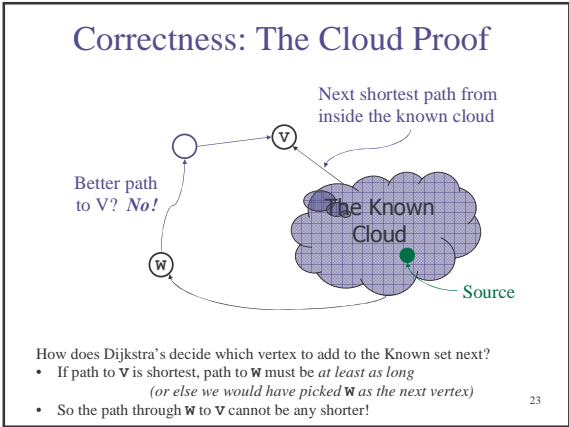 Correctness: The Cloud Proof
Next shortest path from
inside the known cloud
V
Better path
to V? No!
The Known
Cloud
W
Source
How does Dijkstra's decide which vertex to add to the Known set next?
• If path to V is shortest, path to W must be at least as long
(or else we would have picked W as the next vertex)
• So the path through W to V cannot be any shorter!
23